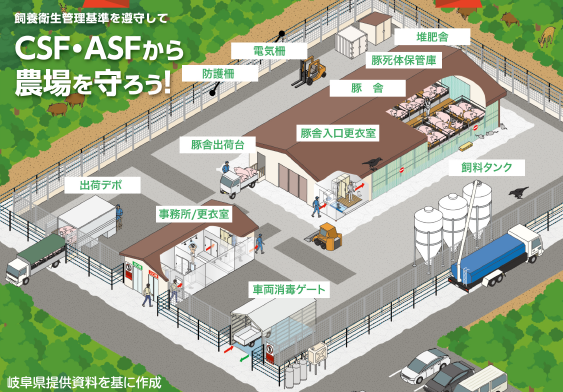 飼養衛生管理基準を遵守して
CSF・ASFから
農場を守ろう!
堆肥舎
電気柵
豚死体保管庫
防護柵
豚 舎
豚舎入口更衣室
豚舎出荷台
飼料タンク
出荷デポ
事務所/更衣室
車両消毒ゲート
岐阜県提供資料を基に作成